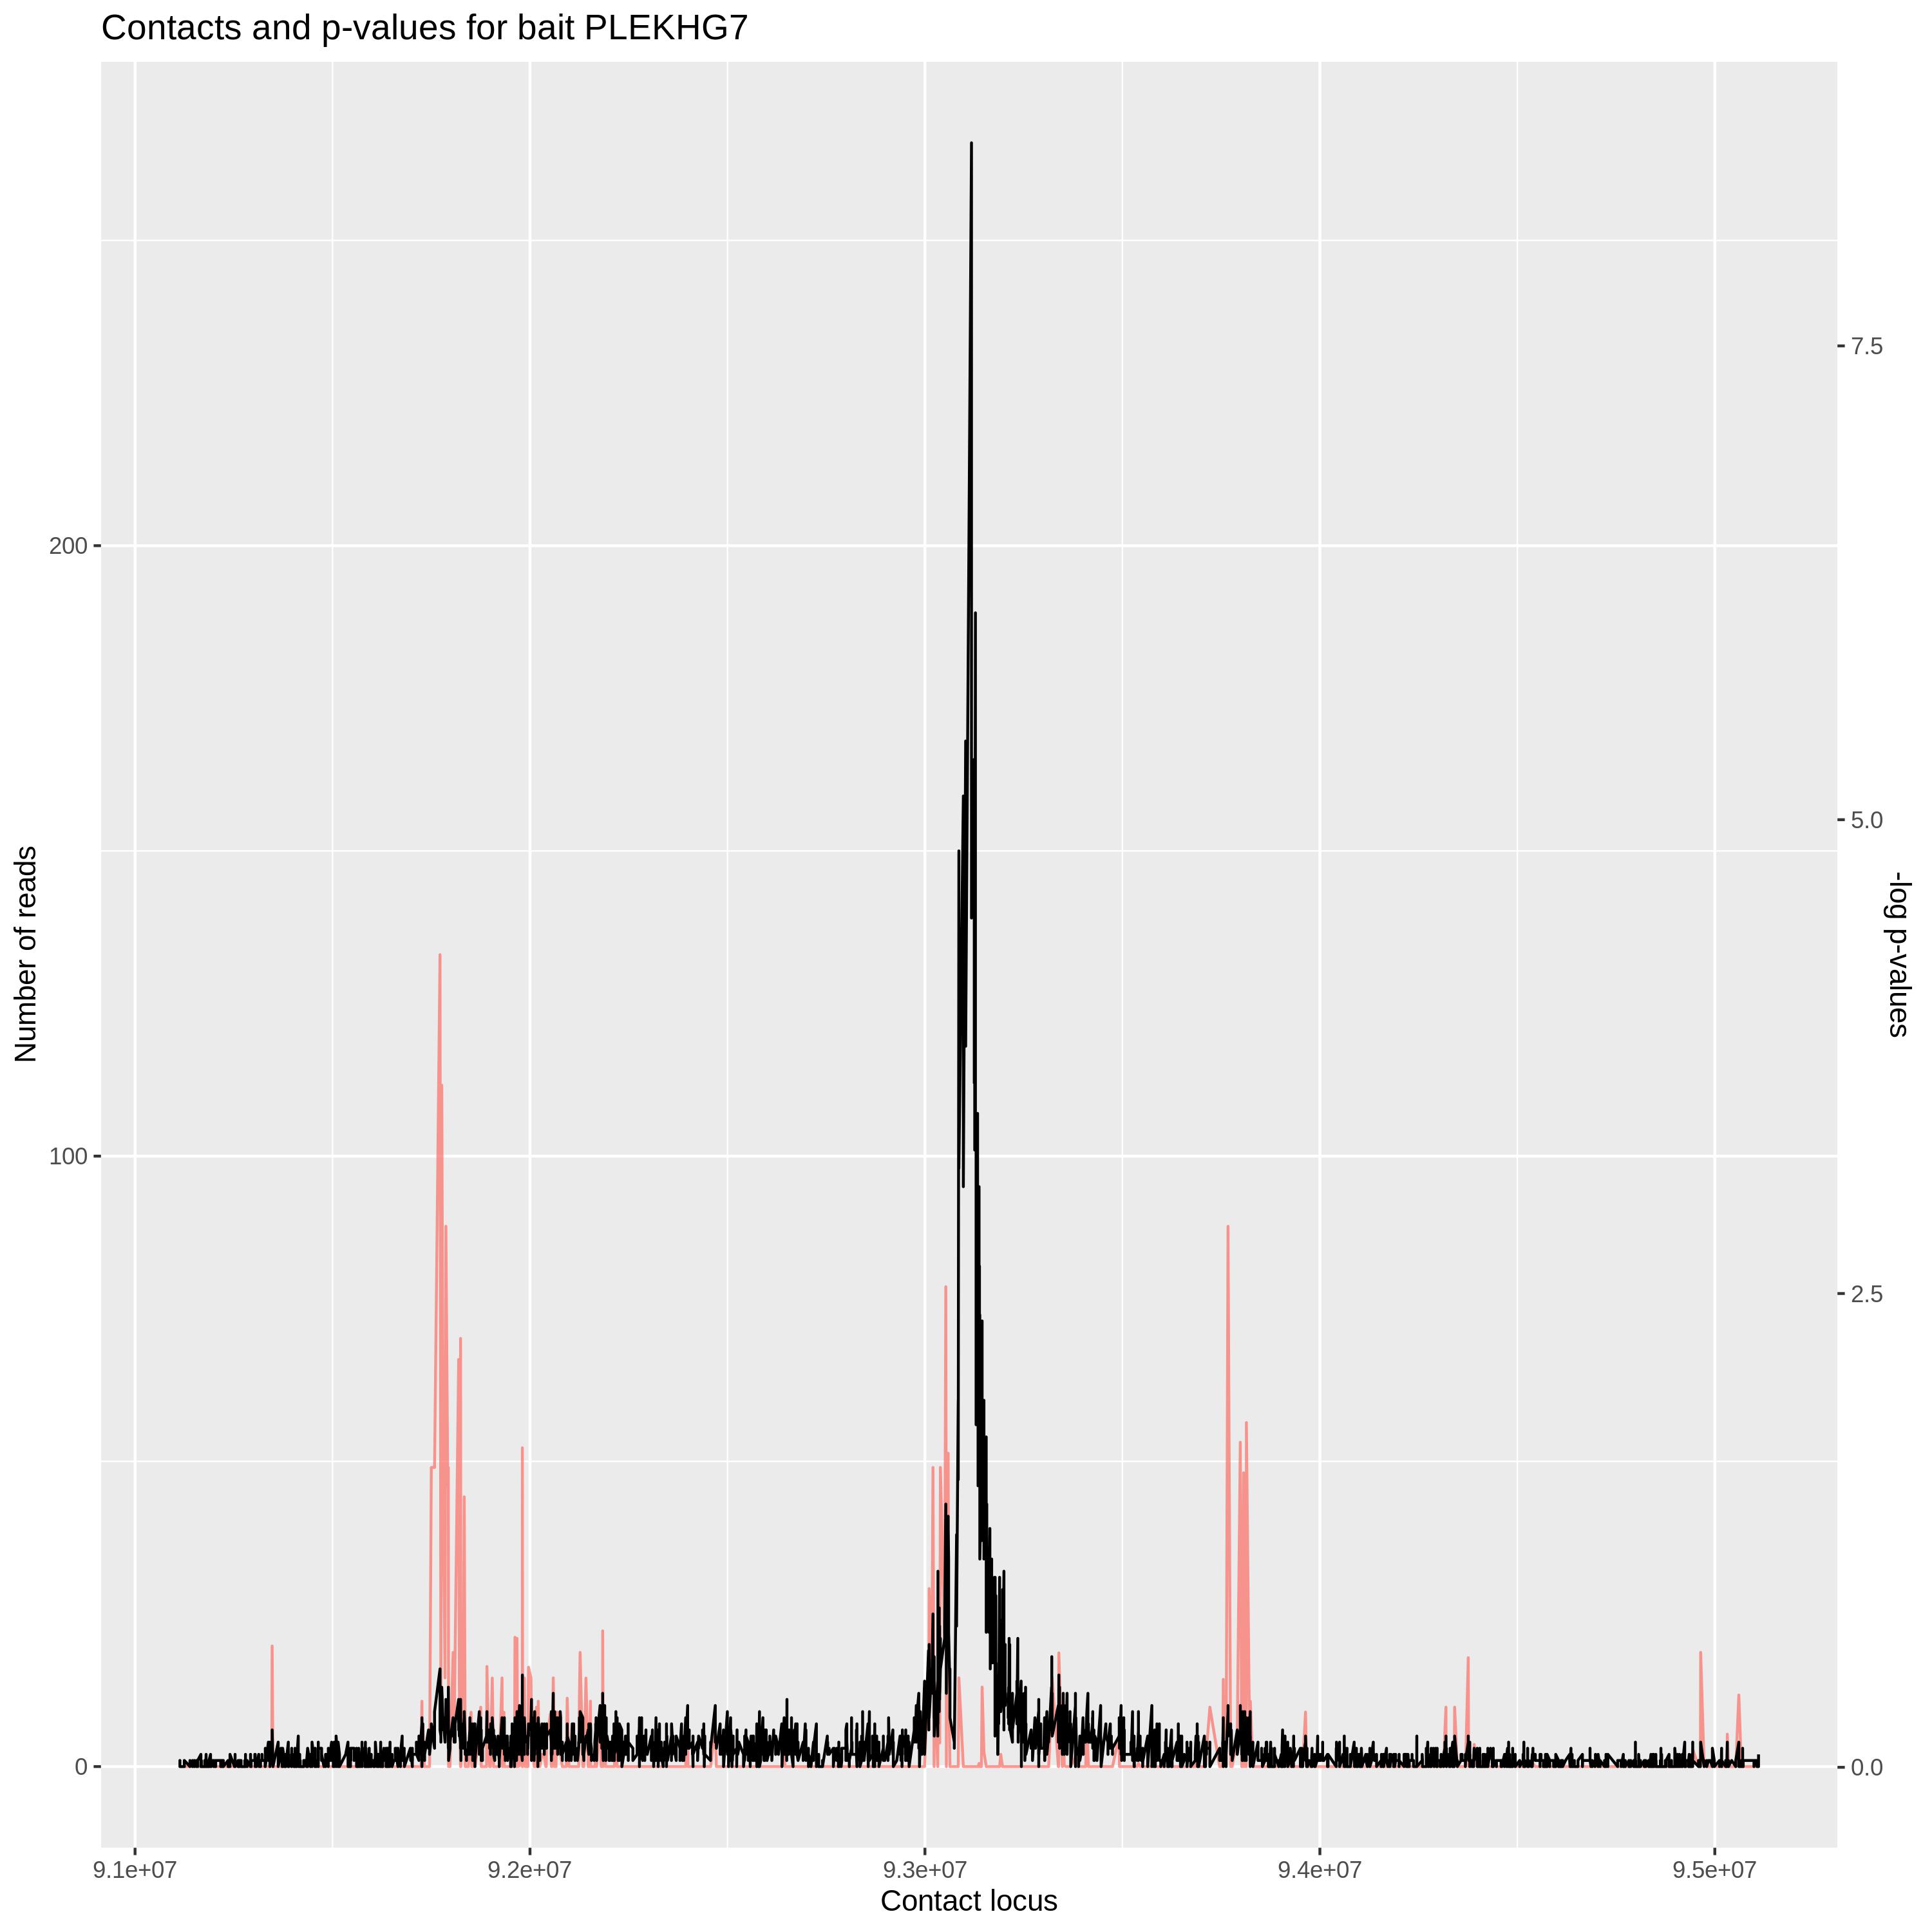 Contacts and p-values for bait PLEKHG7
Number of reads
200
100
0
7.5
5.0
2.5
0.0
-log p-values
9.1e+07
9.2e+07
9.3e+07
9.4e+07
9.5e+07
Contact locus